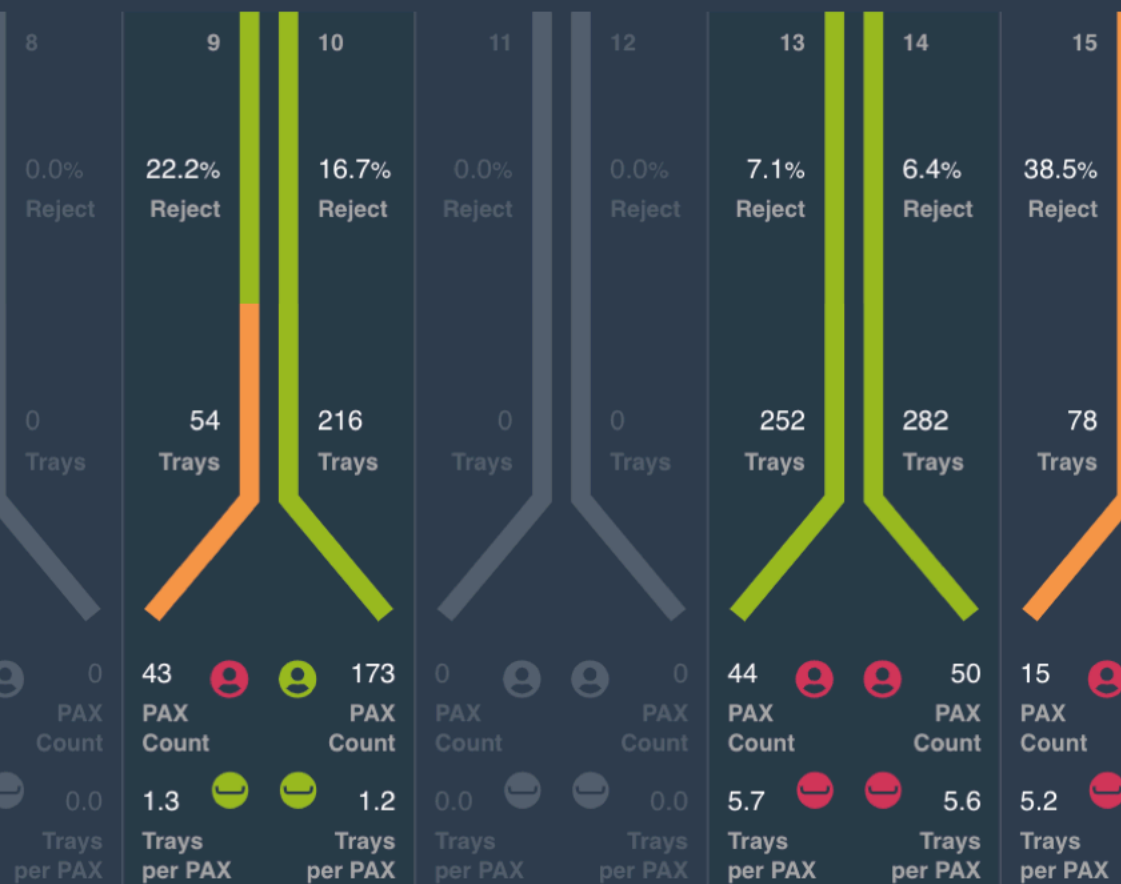 8 9 10 11 12 13 14 15
0.0% 22.2% 16.7% 0.0% 0.0% 7.1% 6.4% 38.5%
Reject Reject Reject Reject Reject Reject Reject Reject
0 54 216 0 0 252 282 78
Trays Trays Trays Trays Trays Trays Trays Trays
0 43 173 0 0 44 50 15
PAX PAX PAX PAX PAX PAX PAX PAX
Count Count Count Count Count Count Count Count
0.0 1.3 1.2 0.0 0.0 5.7 5.6 5.2
Trays Trays Trays Trays Trays Trays Trays Trays
per PAX per PAX per PAX per PAX per PAX per PAX per PAX per PAX